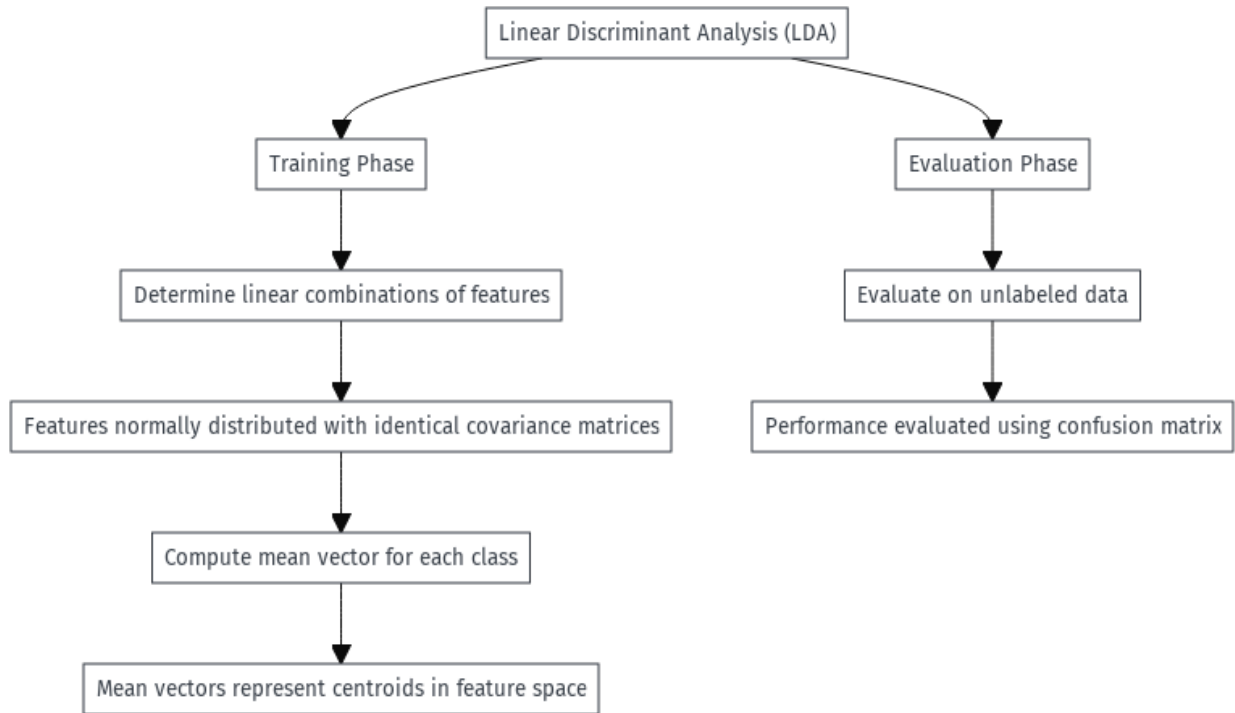 Linear Discriminant Analysis (LDA)
Training Phase
Evaluation Phase
Determine linear combinations of features
Evaluate on unlabeled data
Features normally distributed with identical covariance matrices
Performance evaluated using confusion matrix
Compute mean vector for each class
Mean vectors represent centroids in feature space